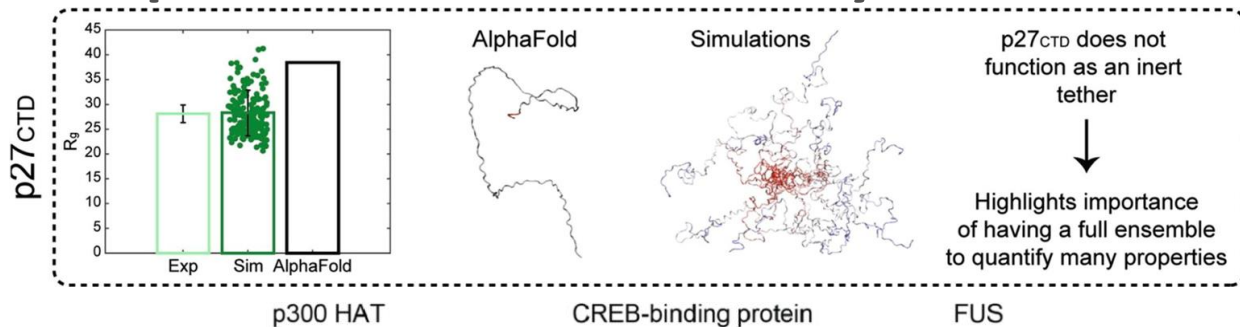 p27CTD
45
40
35
30
25
20
15
10
5
0
Rg
Exp Sim AlphaFold
AlphaFold
Simulations
p27CTD does not
function as an inert
tether
Highlights importance
of having a full ensemble
to quantify many properties
p300 HAT CREB-binding protein FUS